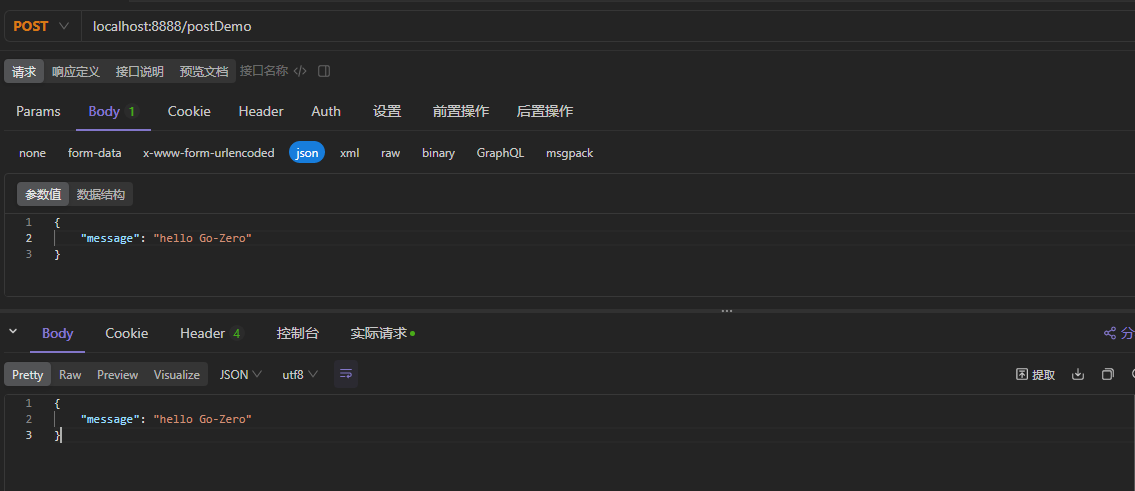 POST localhost:8888/postDemo
请求 响应定义 接口说明 预览文档 接口名称
Params Body 1 Cookie Header Auth 设置 前置操作 后置操作
none form-data x-www-form-urlencoded json xml raw binary GraphQL msgpack
参数值 数据结构
1 {
2 "message": "hello Go-Zero"
3 }
Body Cookie Header 4 控制台 实际请求 分
Pretty Raw Preview Visualize JSON utf8 提取
1 {
2 "message": "hello Go-Zero"
3 }